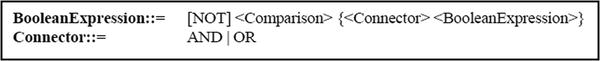 BooleanExpression::= [NOT] <Comparison> {<Connector> <BooleanExpression>}
Connector::= AND | OR